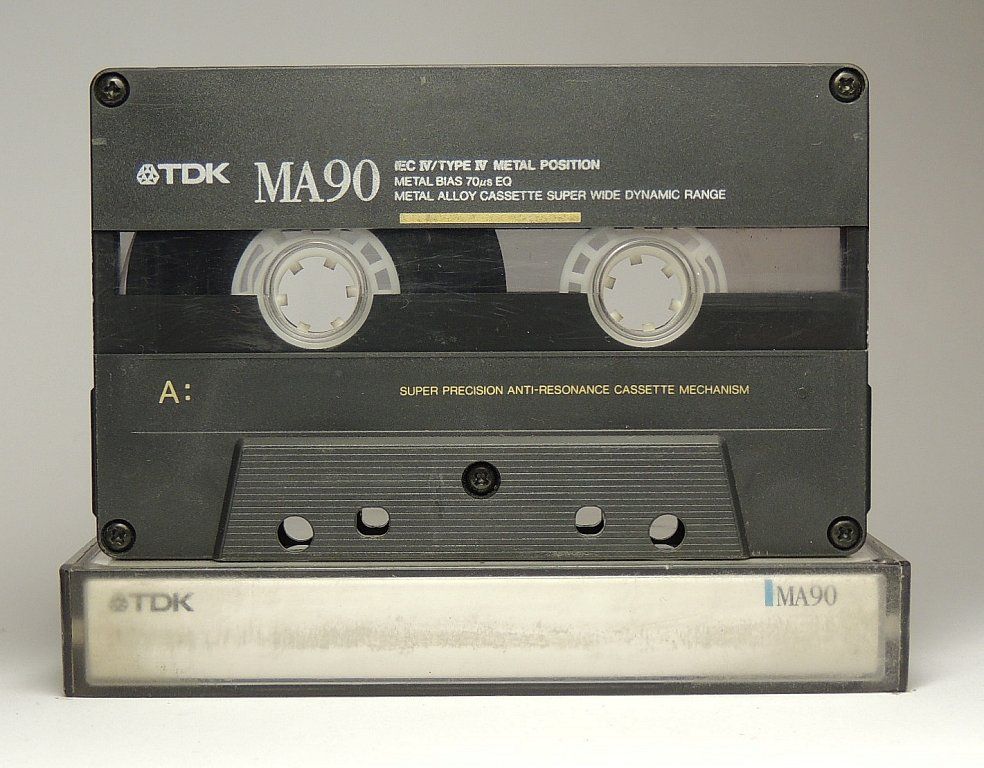 TDK MA90
IEC IV/TYPE IV METAL POSITION
METAL BIAS 70µs EQ
METAL ALLOY CASSETTE SUPER WIDE DYNAMIC RANGE
A:
SUPER PRECISION ANTI-RESONANCE CASSETTE MECHANISM
TDK MA90